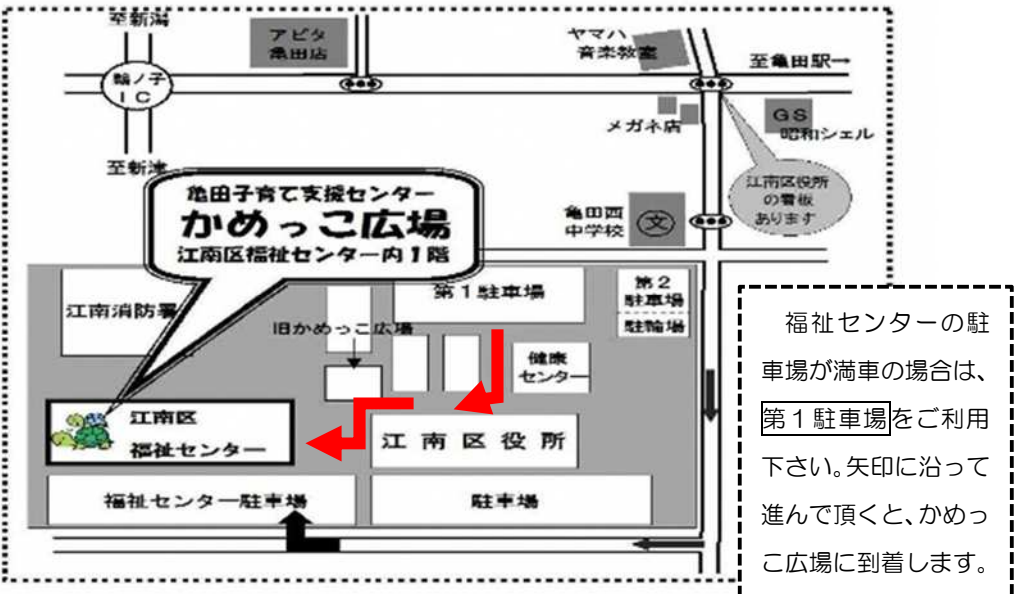 至新潟
アピタ
亀田店
ヤマハ
音楽教室
至亀田駅→
鵜ノ子
IC
メガネ店
GS
昭和シェル
至新津
江南区役所
の看板
あります
亀田子育て支援センター
かめっこ広場
江南区福祉センター内1階
亀田西
中学校
文
江南消防署
第1駐車場
第2
駐車場
駐輪場
旧かめっこ広場
健康
センター
江南区
福祉センター
江南区役所
福祉センター駐車場
駐車場
福祉センターの駐
車場が満車の場合は、
第1駐車場をご利用
下さい。矢印に沿って
進んで頂くと、かめっ
こ広場に到着します。